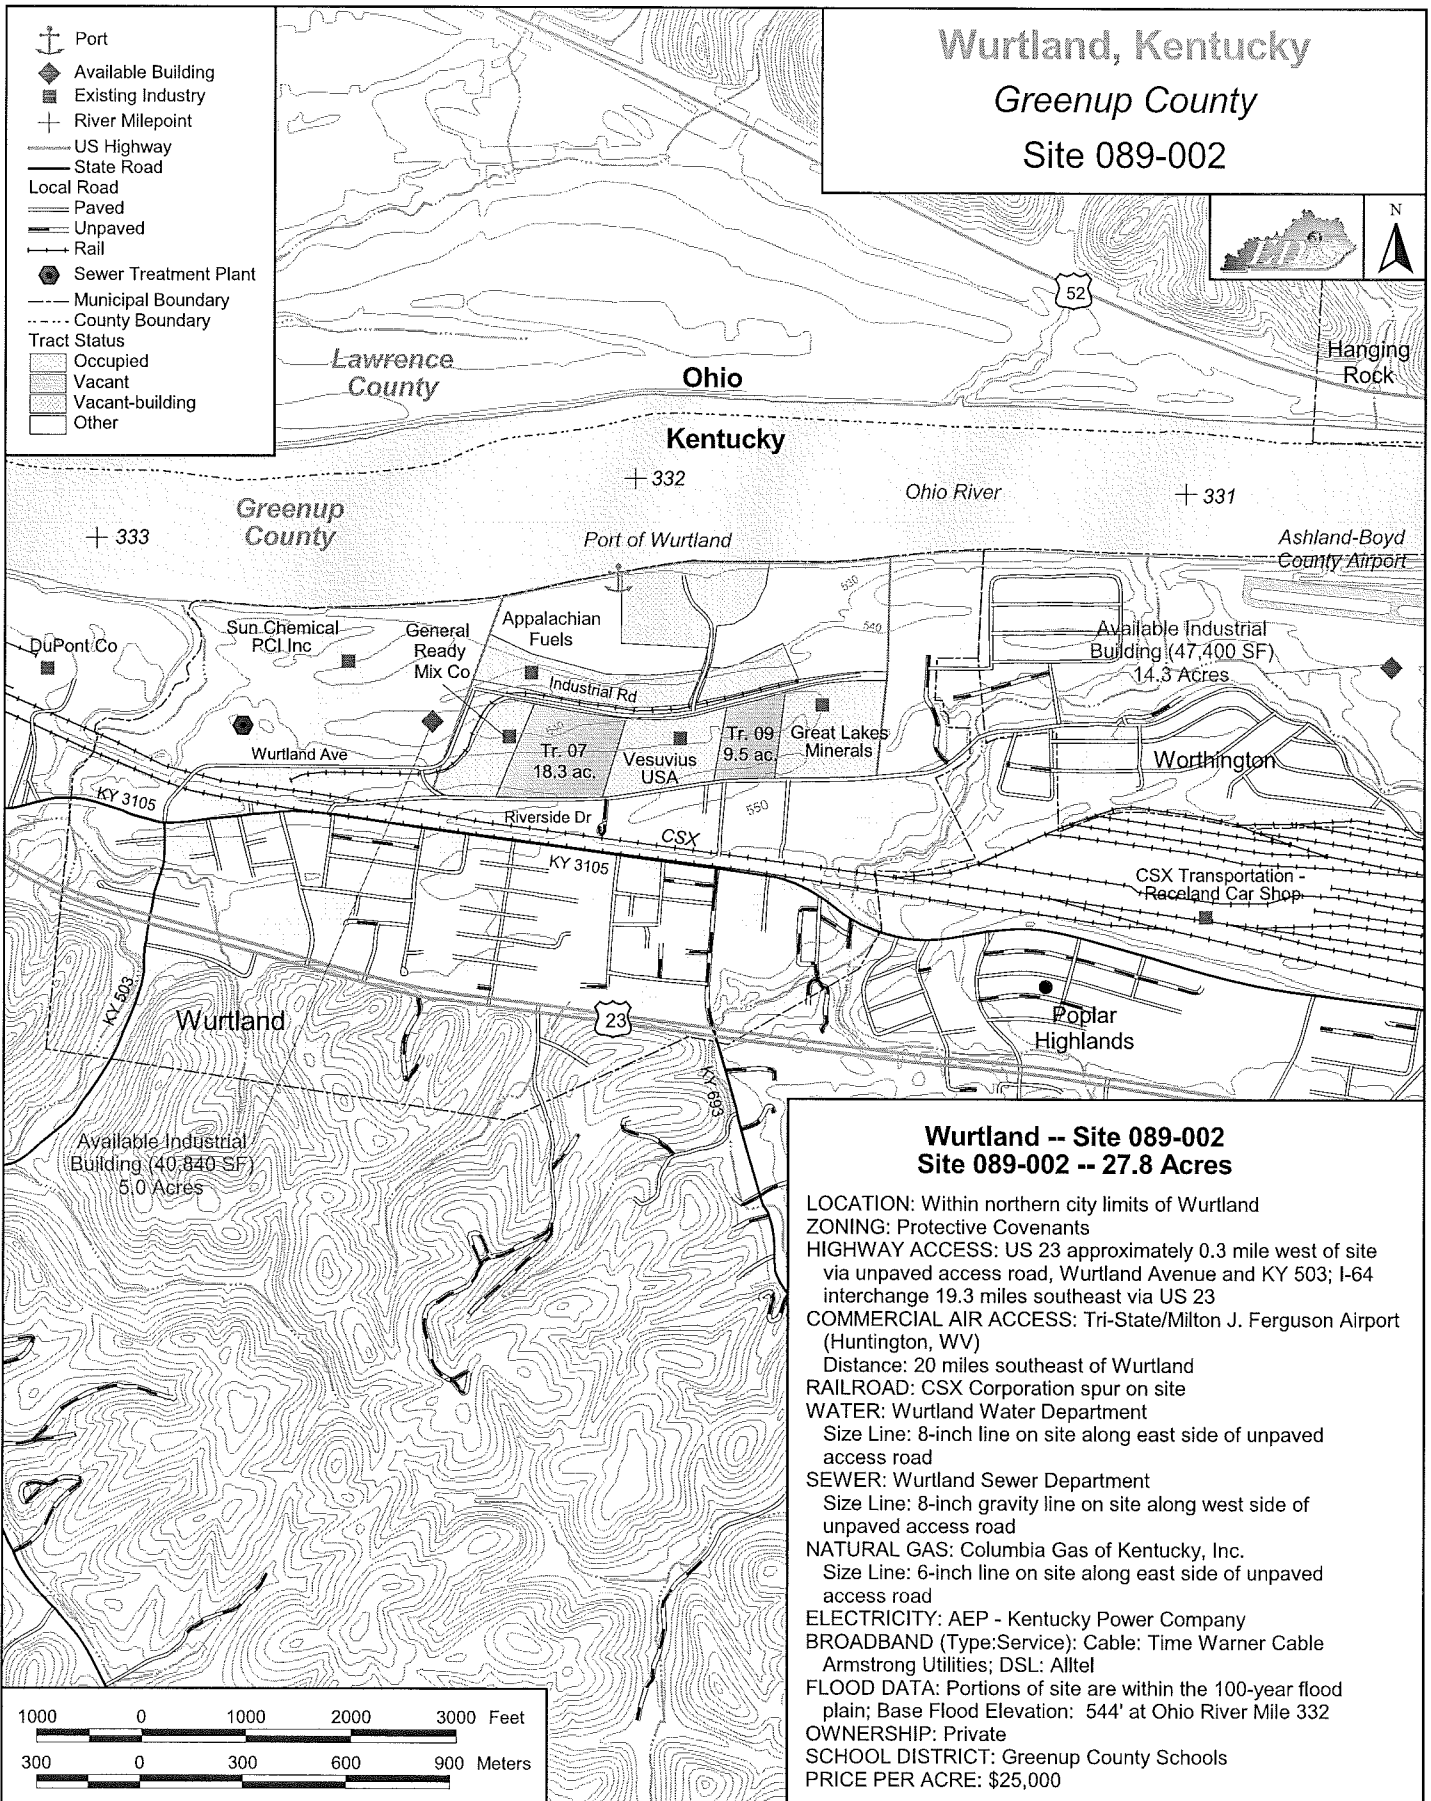 Port
Available Building
Existing Industry
River Milepoint
US Highway
State Road
Local Road
Paved
Unpaved
Rail
Sewer Treatment Plant
Municipal Boundary
County Boundary
Tract Status
Occupied
Vacant
Vacant-building
Other
Wurtland, Kentucky
Greenup County
Site 089-002
N
52
Hanging
Rock
Lawrence
County
Ohio
Kentucky
332
Ohio River
331
Greenup
County
333
Port of Wurtland
Ashland-Boyd
County Airport
530
540
DuPont Co
Sun Chemical
PCI Inc
General
Ready
Mix Co
Appalachian
Fuels
Available Industrial
Building (47,400 SF)
14.3 Acres
Industrial Rd
Wurtland Ave
Tr. 07
18.3 ac.
Vesuvius
USA
Tr. 09
9.5 ac.
Great Lakes
Minerals
Worthington
KY 3105
Riverside Dr
550
CSX
KY 3105
CSX Transportation -
Raceland Car Shop
KY 503
Wurtland
23
Poplar
Highlands
KY 693
Available Industrial
Building (40,840 SF)
5.0 Acres
Wurtland -- Site 089-002
Site 089-002 -- 27.8 Acres
LOCATION: Within northern city limits of Wurtland
ZONING: Protective Covenants
HIGHWAY ACCESS: US 23 approximately 0.3 mile west of site
via unpaved access road, Wurtland Avenue and KY 503; I-64
interchange 19.3 miles southeast via US 23
COMMERCIAL AIR ACCESS: Tri-State/Milton J. Ferguson Airport
(Huntington, WV)
Distance: 20 miles southeast of Wurtland
RAILROAD: CSX Corporation spur on site
WATER: Wurtland Water Department
Size Line: 8-inch line on site along east side of unpaved
access road
SEWER: Wurtland Sewer Department
Size Line: 8-inch gravity line on site along west side of
unpaved access road
NATURAL GAS: Columbia Gas of Kentucky, Inc.
Size Line: 6-inch line on site along east side of unpaved
access road
ELECTRICITY: AEP - Kentucky Power Company
BROADBAND (Type:Service): Cable: Time Warner Cable
Armstrong Utilities; DSL: Alltel
FLOOD DATA: Portions of site are within the 100-year flood
plain; Base Flood Elevation: 544' at Ohio River Mile 332
OWNERSHIP: Private
SCHOOL DISTRICT: Greenup County Schools
PRICE PER ACRE: $25,000
1000 0 1000 2000 3000 Feet
300 0 300 600 900 Meters